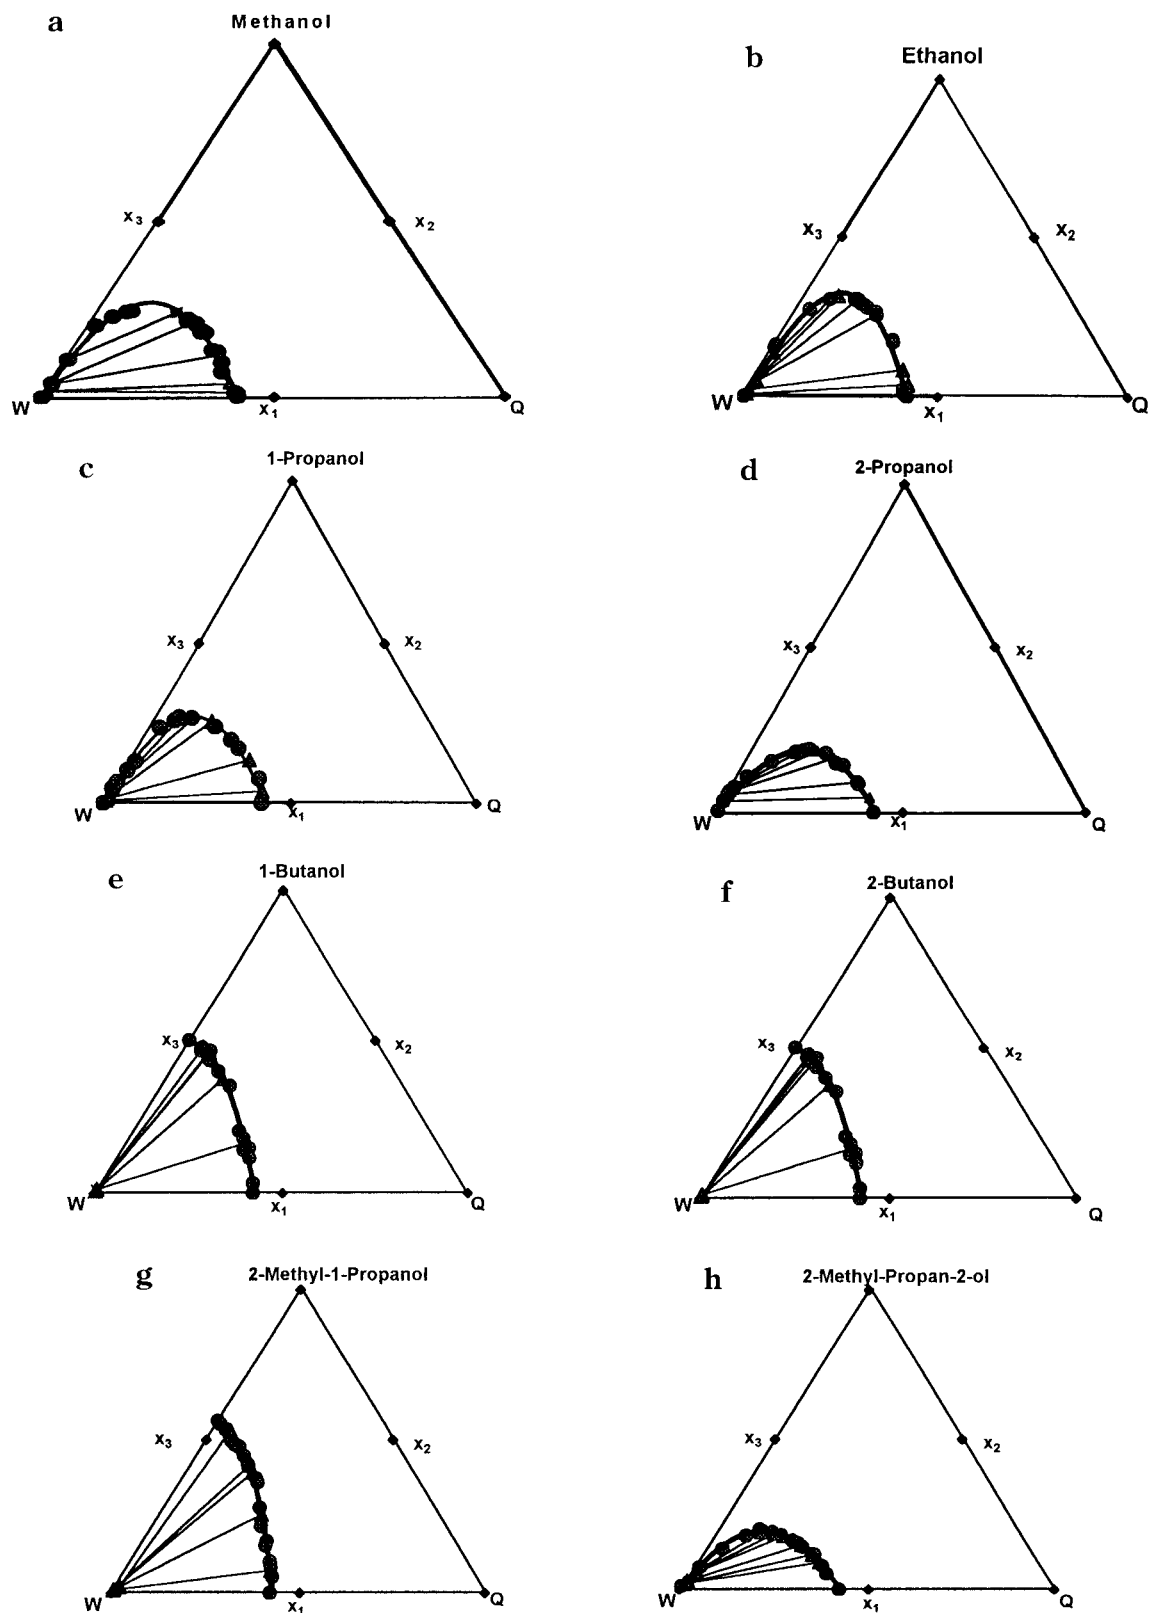 a
Methanol
x3
x2
W
x1
Q
b
Ethanol
x3
x2
W
x1
Q
c
1-Propanol
x3
x2
W
x1
Q
d
2-Propanol
x3
x2
W
x1
Q
e
1-Butanol
x3
x2
W
x1
Q
f
2-Butanol
x3
x2
W
x1
Q
g
2-Methyl-1-Propanol
x3
x2
W
x1
Q
h
2-Methyl-Propan-2-ol
x3
x2
W
x1
Q